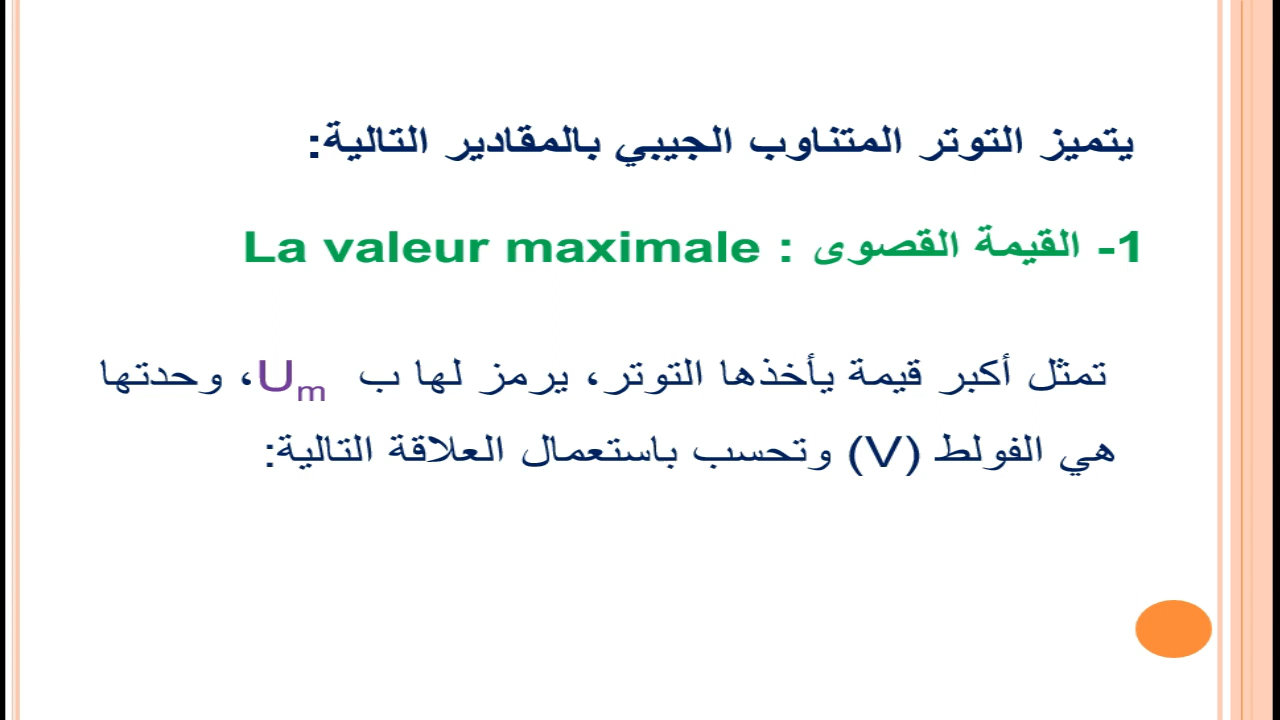 يتميز التوتر المتناوب الجيبي بالمقادير التالية:
1- القيمة القصوى : La valeur maximale
تمثل أكبر قيمة يأخذها التوتر، يرمز لها ب Um، وحدتها
هي الفولط (V) وتحسب باستعمال العلاقة التالية: